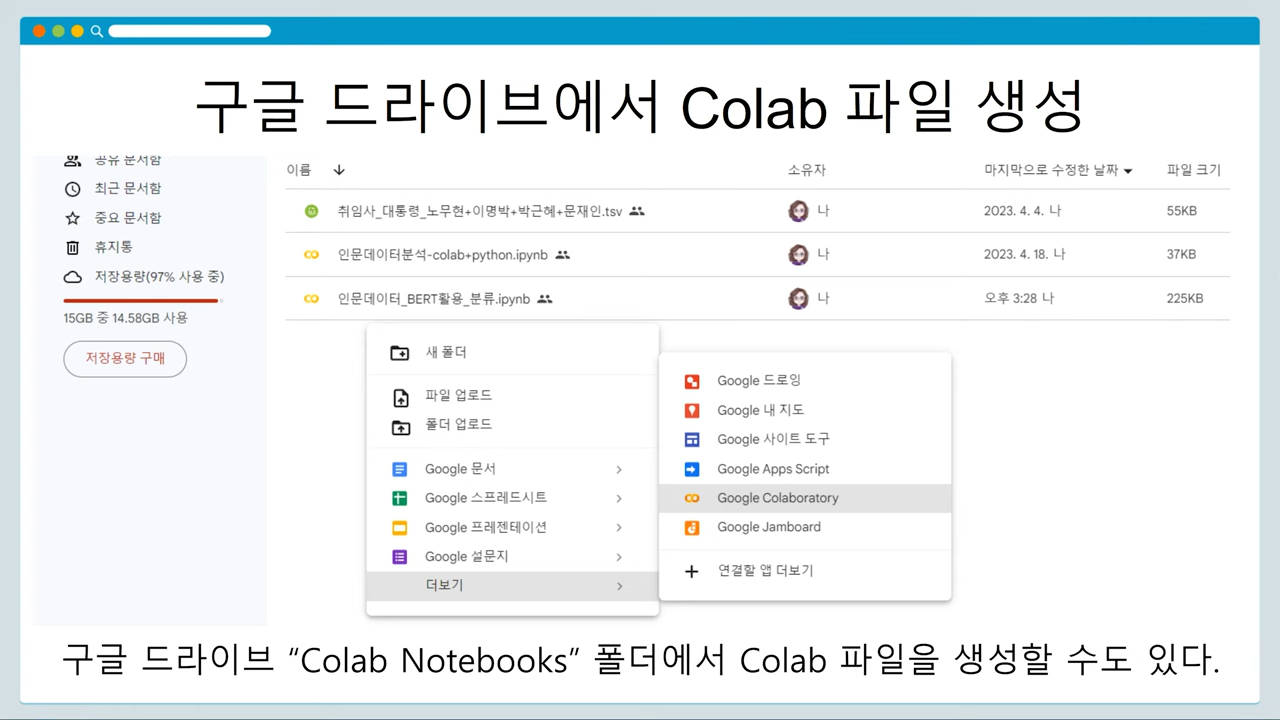 구글 드라이브에서 Colab 파일 생성
공유 문서함
최근 문서함
중요 문서함
휴지통
저장용량(97% 사용 중)
15GB 중 14.58GB 사용
저장용량 구매
이름 소유자 마지막으로 수정한 날짜 파일 크기
취임사_대통령_노무현+이명박+박근혜+문재인.tsv 나 2023. 4. 4. 나 55KB
인문데이터분석-colab+python.ipynb 나 2023. 4. 18. 나 37KB
인문데이터_BERT활용_분류.ipynb 나 오후 3:28 나 225KB
새 폴더
파일 업로드
폴더 업로드
Google 문서
Google 스프레드시트
Google 프레젠테이션
Google 설문지
더보기
Google 드로잉
Google 내 지도
Google 사이트 도구
Google Apps Script
Google Colaboratory
Google Jamboard
연결할 앱 더보기
구글 드라이브 “Colab Notebooks” 폴더에서 Colab 파일을 생성할 수도 있다.